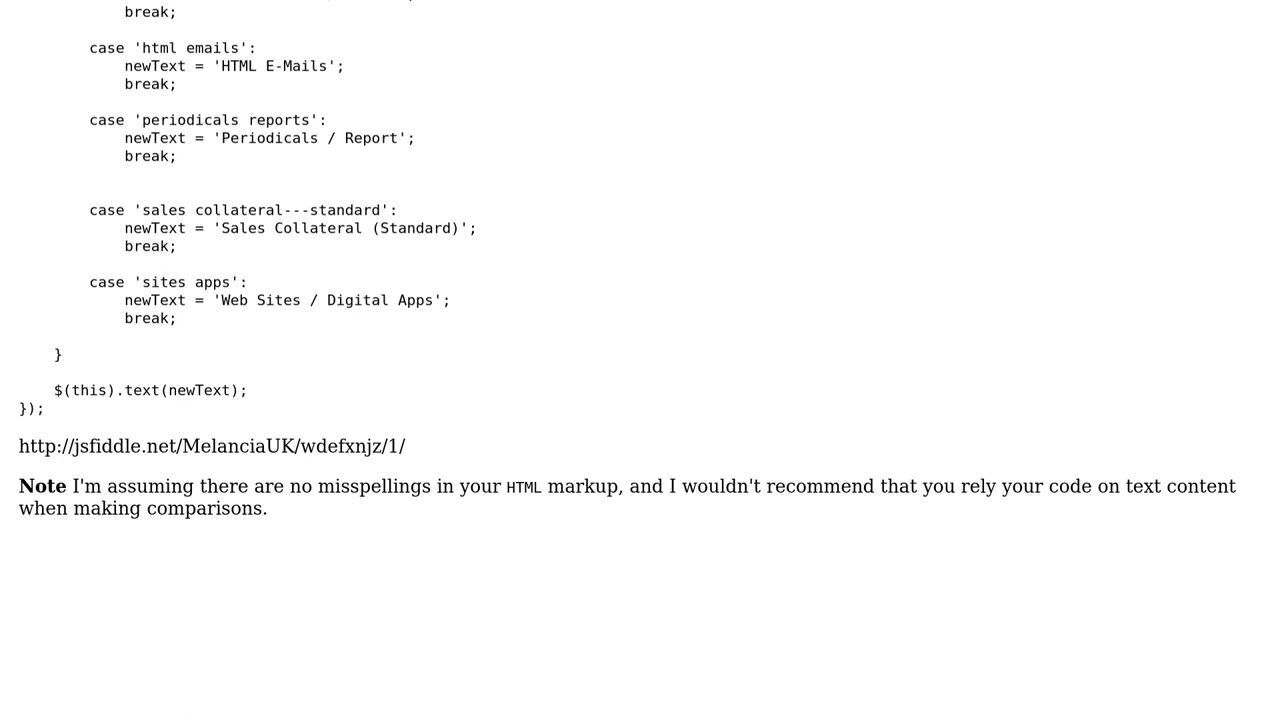 break;
case 'html emails':
newText = 'HTML E-Mails';
break;
case 'periodicals reports':
newText = 'Periodicals / Report';
break;
case 'sales collateral---standard':
newText = 'Sales Collateral (Standard)';
break;
case 'sites apps':
newText = 'Web Sites / Digital Apps';
break;
}
$(this).text(newText);
});
http://jsfiddle.net/MelanciaUK/wdefxnjz/1/
Note I'm assuming there are no misspellings in your HTML markup, and I wouldn't recommend that you rely your code on text content
when making comparisons.